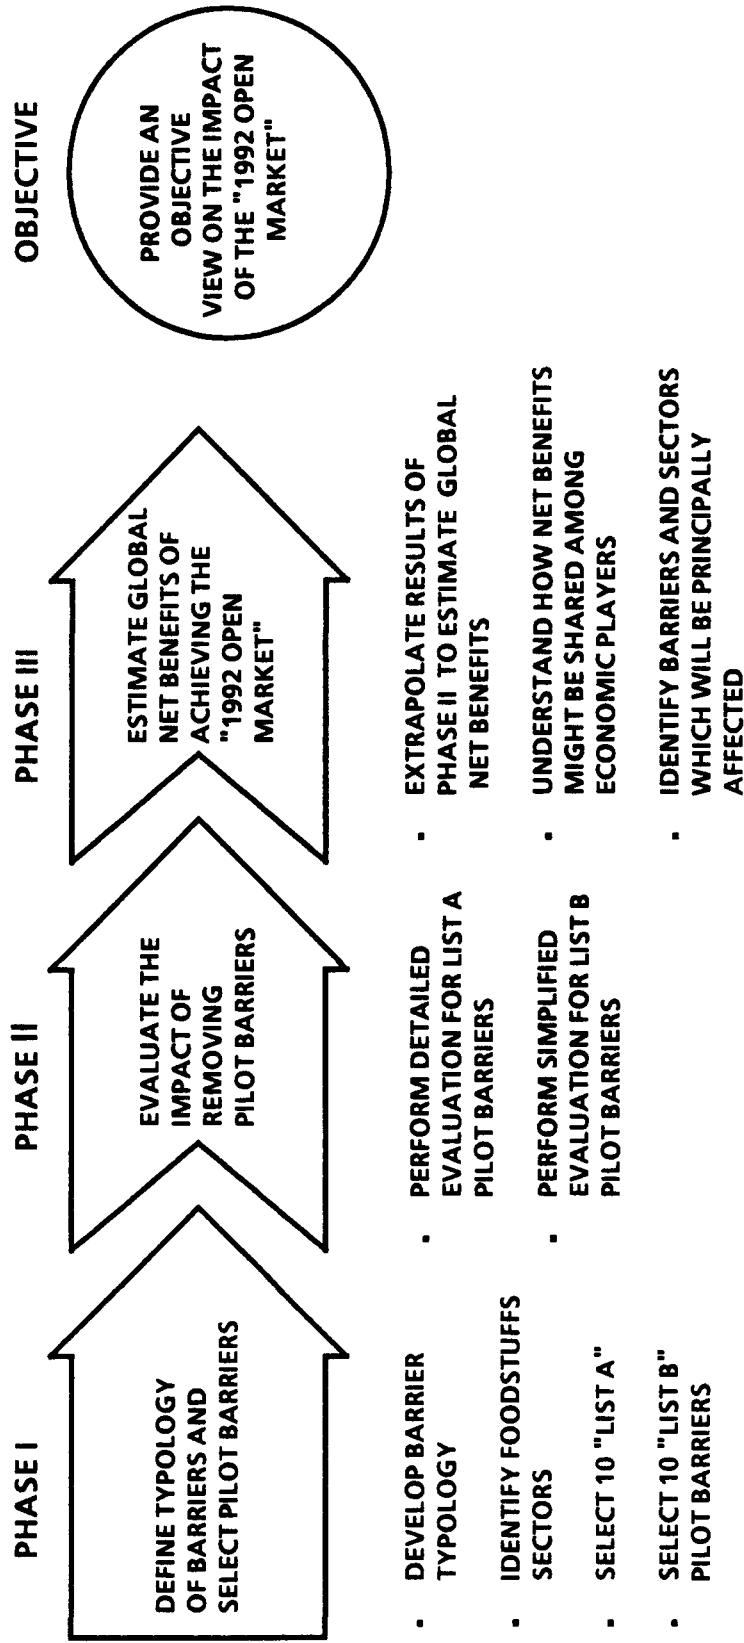 PHASE I
DEFINE TYPOLOGY
OF BARRIERS AND
SELECT PILOT BARRIERS
▪ DEVELOP BARRIER
TYPOLOGY
▪ IDENTIFY FOODSTUFFS
SECTORS
▪ SELECT 10 "LIST A"
▪ SELECT 10 "LIST B"
PILOT BARRIERS
PHASE II
EVALUATE THE
IMPACT OF
REMOVING
PILOT BARRIERS
▪ PERFORM DETAILED
EVALUATION FOR LIST A
PILOT BARRIERS
▪ PERFORM SIMPLIFIED
EVALUATION FOR LIST B
PILOT BARRIERS
PHASE III
ESTIMATE GLOBAL
NET BENEFITS OF
ACHIEVING THE
"1992 OPEN
MARKET"
▪ EXTRAPOLATE RESULTS OF
PHASE II TO ESTIMATE GLOBAL
NET BENEFITS
▪ UNDERSTAND HOW NET BENEFITS
MIGHT BE SHARED AMONG
ECONOMIC PLAYERS
▪ IDENTIFY BARRIERS AND SECTORS
WHICH WILL BE PRINCIPALLY
AFFECTED
OBJECTIVE
PROVIDE AN
OBJECTIVE
VIEW ON THE IMPACT
OF THE "1992 OPEN
MARKET"